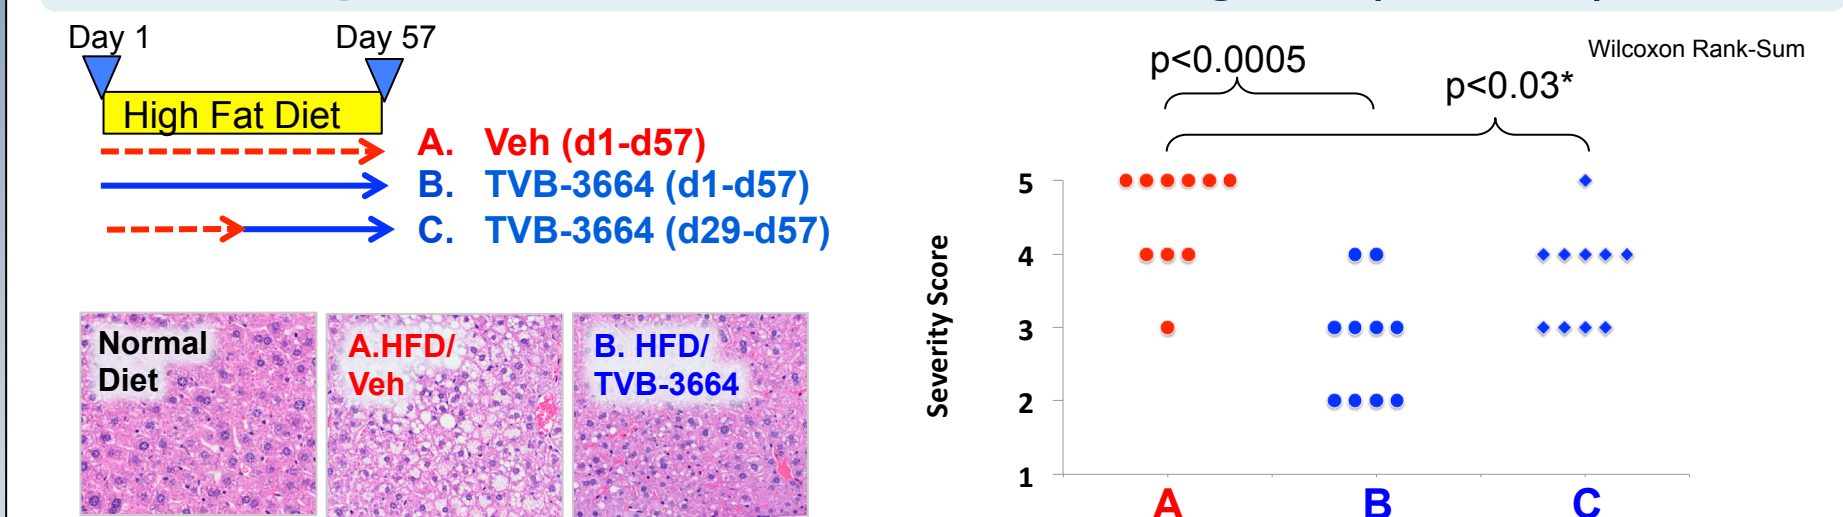 Day 1
Day 57
High Fat Diet
A. Veh (d1-d57)
B. TVB-3664 (d1-d57)
C. TVB-3664 (d29-d57)
Normal
Diet
A.HFD/
Veh
B. HFD/
TVB-3664
Wilcoxon Rank-Sum
p<0.0005
p<0.03*
Severity Score
5
4
3
2
1
A
B
C